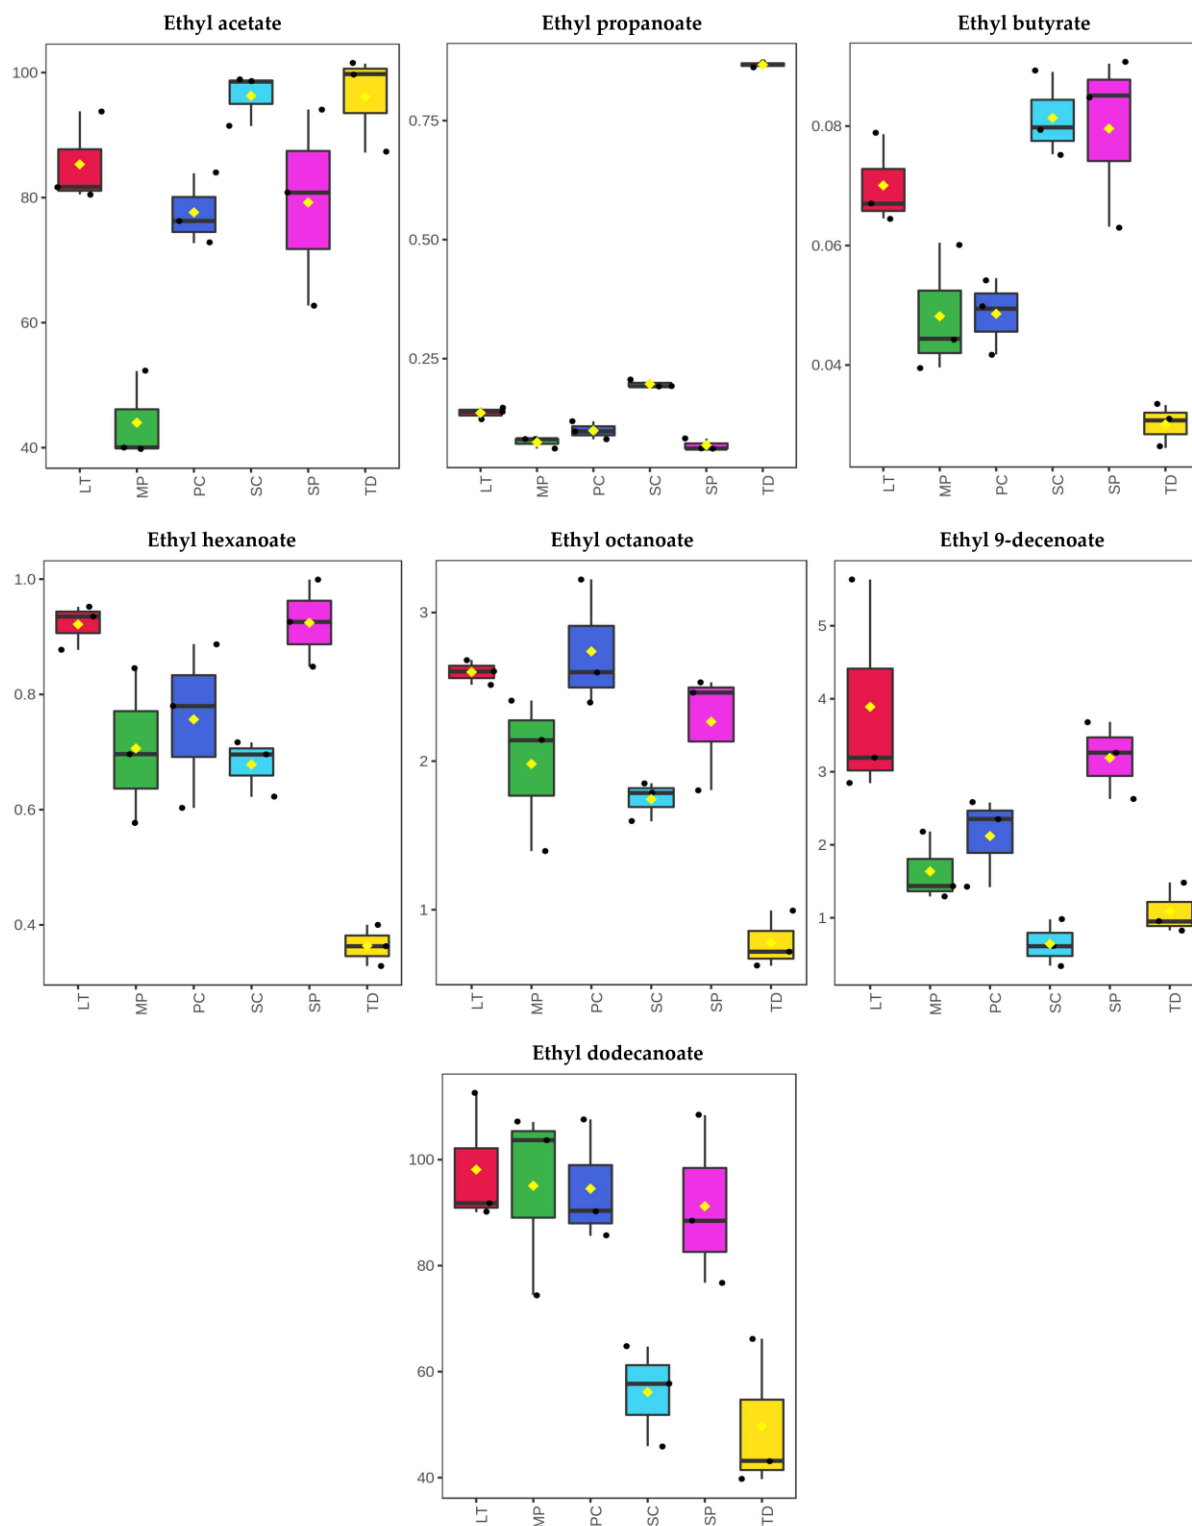 Ethyl acetate
100
80
60
40
LT MP PC SC SP TD
Ethyl propanoate
0.75
0.50
0.25
LT MP PC SC SP TD
Ethyl butyrate
0.08
0.06
0.04
LT MP PC SC SP TD
Ethyl hexanoate
1.0
0.8
0.6
0.4
LT MP PC SC SP TD
Ethyl octanoate
3
2
1
LT MP PC SC SP TD
Ethyl 9-decenoate
5
4
3
2
1
LT MP PC SC SP TD
Ethyl dodecanoate
100
80
60
40
LT MP PC SC SP TD